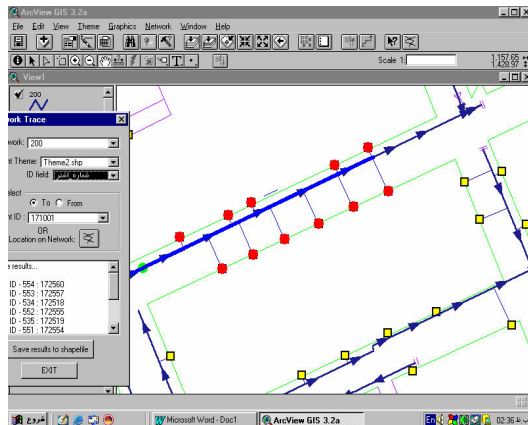 ArcView GIS 3.2a
File Edit View Theme Graphics Network Window Help
Scale 1:
1,157.65
1,428.97
View1
200
ork Trace
work: 200
nt Theme: Theme2.shp
ID field: شماره_اشتر
elect
To From
nt ID: 171001
OR
Location on Network:
e results...
ID - 554 : 172560
ID - 553 : 172557
ID - 534 : 172518
ID - 552 : 172555
ID - 535 : 172519
ID - 551 : 172554
Save results to shapefile
EXIT
شروع
Microsoft Word - Doc1
ArcView GIS 3.2a
En
02:36